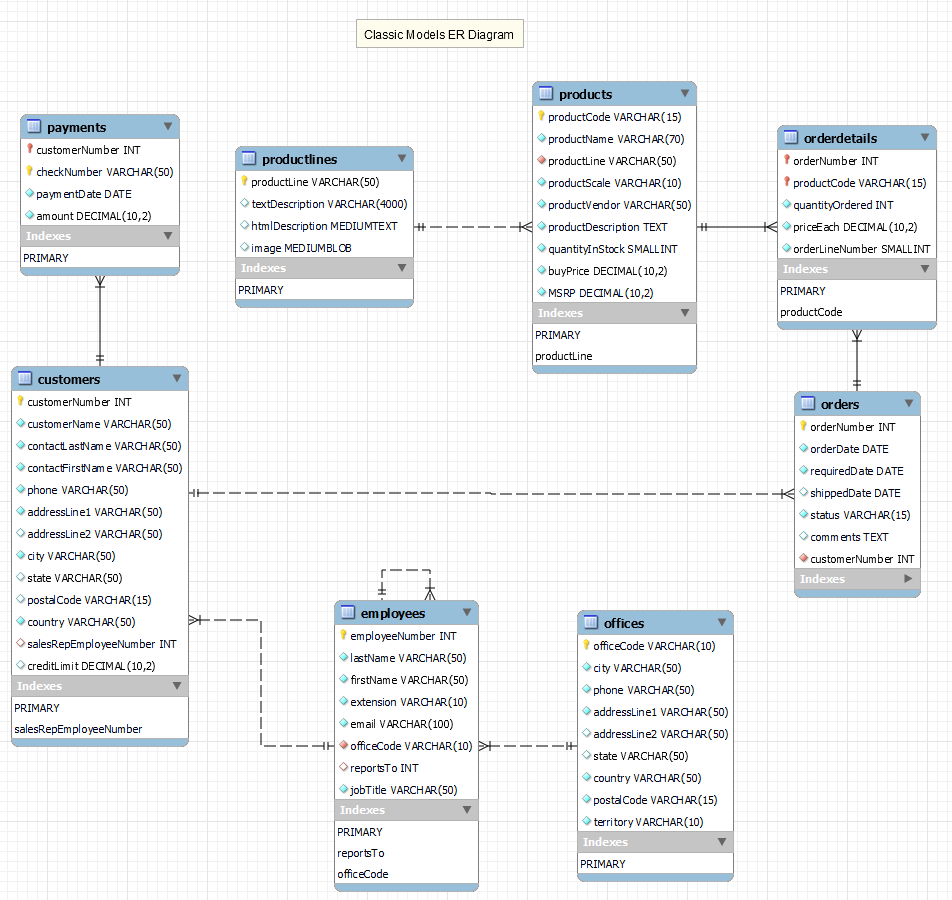 Classic Models ER Diagram
payments
customerNumber INT
checkNumber VARCHAR(50)
paymentDate DATE
amount DECIMAL(10,2)
Indexes
PRIMARY
productlines
productLine VARCHAR(50)
textDescription VARCHAR(4000)
htmlDescription MEDIUMTEXT
image MEDIUMBLOB
Indexes
PRIMARY
products
productCode VARCHAR(15)
productName VARCHAR(70)
productLine VARCHAR(50)
productScale VARCHAR(10)
productVendor VARCHAR(50)
productDescription TEXT
quantityInStock SMALLINT
buyPrice DECIMAL(10,2)
MSRP DECIMAL(10,2)
Indexes
PRIMARY
productLine
orderdetails
orderNumber INT
productCode VARCHAR(15)
quantityOrdered INT
priceEach DECIMAL(10,2)
orderLineNumber SMALLINT
Indexes
PRIMARY
productCode
customers
customerNumber INT
customerName VARCHAR(50)
contactLastName VARCHAR(50)
contactFirstName VARCHAR(50)
phone VARCHAR(50)
addressLine1 VARCHAR(50)
addressLine2 VARCHAR(50)
city VARCHAR(50)
state VARCHAR(50)
postalCode VARCHAR(15)
country VARCHAR(50)
salesRepEmployeeNumber INT
creditLimit DECIMAL(10,2)
Indexes
PRIMARY
salesRepEmployeeNumber
orders
orderNumber INT
orderDate DATE
requiredDate DATE
shippedDate DATE
status VARCHAR(15)
comments TEXT
customerNumber INT
Indexes
employees
employeeNumber INT
lastName VARCHAR(50)
firstName VARCHAR(50)
extension VARCHAR(10)
email VARCHAR(100)
officeCode VARCHAR(10)
reportsTo INT
jobTitle VARCHAR(50)
Indexes
PRIMARY
reportsTo
officeCode
offices
officeCode VARCHAR(10)
city VARCHAR(50)
phone VARCHAR(50)
addressLine1 VARCHAR(50)
addressLine2 VARCHAR(50)
state VARCHAR(50)
country VARCHAR(50)
postalCode VARCHAR(15)
territory VARCHAR(10)
Indexes
PRIMARY